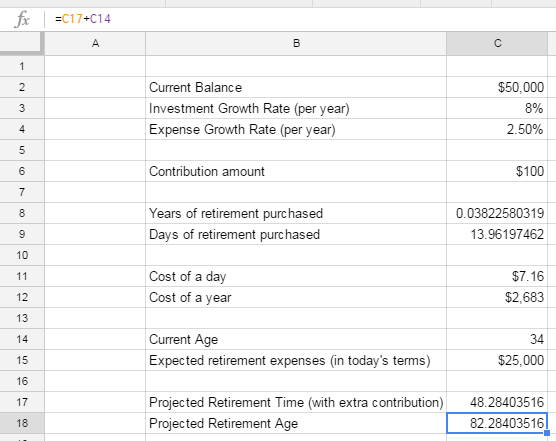 fx =C17+C14
A B C
1
2 Current Balance $50,000
3 Investment Growth Rate (per year) 8%
4 Expense Growth Rate (per year) 2.50%
5
6 Contribution amount $100
7
8 Years of retirement purchased 0.03822580319
9 Days of retirement purchased 13.96197462
10
11 Cost of a day $7.16
12 Cost of a year $2,683
13
14 Current Age 34
15 Expected retirement expenses (in today's terms) $25,000
16
17 Projected Retirement Time (with extra contribution) 48.28403516
18 Projected Retirement Age 82.28403516